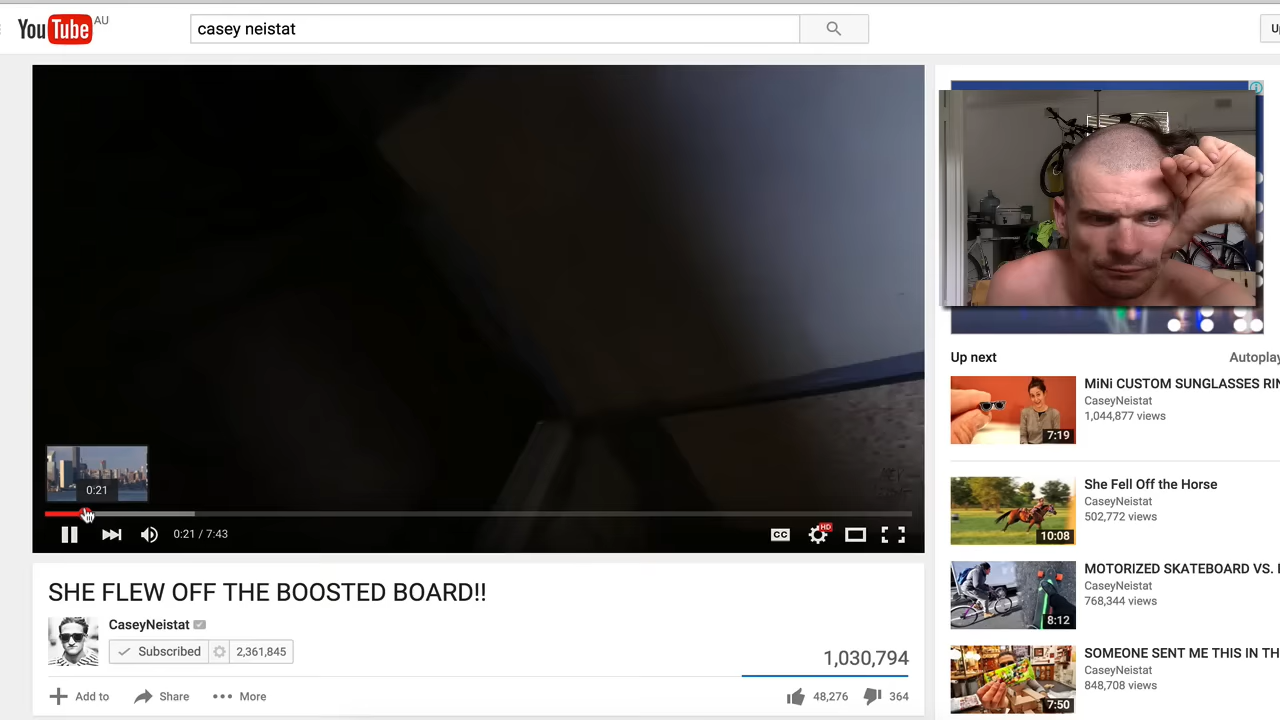 YouTube AU
casey neistat
Up
0:21
0:21 / 7:43
CC
HD
SHE FLEW OFF THE BOOSTED BOARD!!
CaseyNeistat
Subscribed 2,361,845
1,030,794
Add to
Share
More
48,276
364
Up next
Autoplay
MiNi CUSTOM SUNGLASSES RIN
CaseyNeistat
1,044,877 views
7:19
She Fell Off the Horse
CaseyNeistat
502,772 views
10:08
MOTORIZED SKATEBOARD VS.
CaseyNeistat
768,344 views
8:12
SOMEONE SENT ME THIS IN TH
CaseyNeistat
848,708 views
7:50